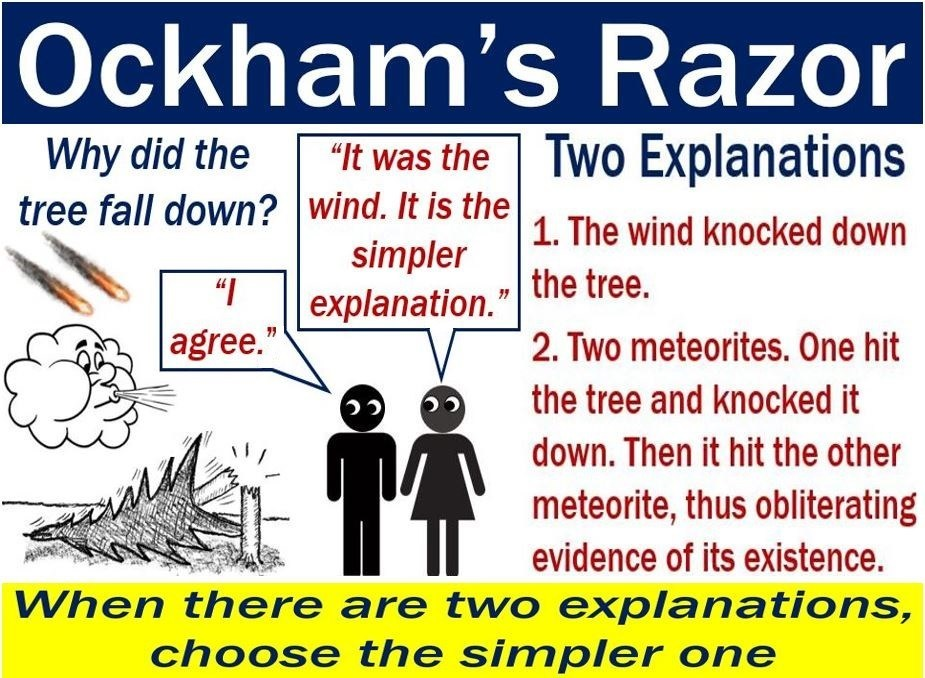 Ockham’s Razor
Why did the
tree fall down?
“I
agree.”
“It was the
wind. It is the
simpler
explanation.”
Two Explanations
1. The wind knocked down
the tree.
2. Two meteorites. One hit
the tree and knocked it
down. Then it hit the other
meteorite, thus obliterating
evidence of its existence.
When there are two explanations,
choose the simpler one